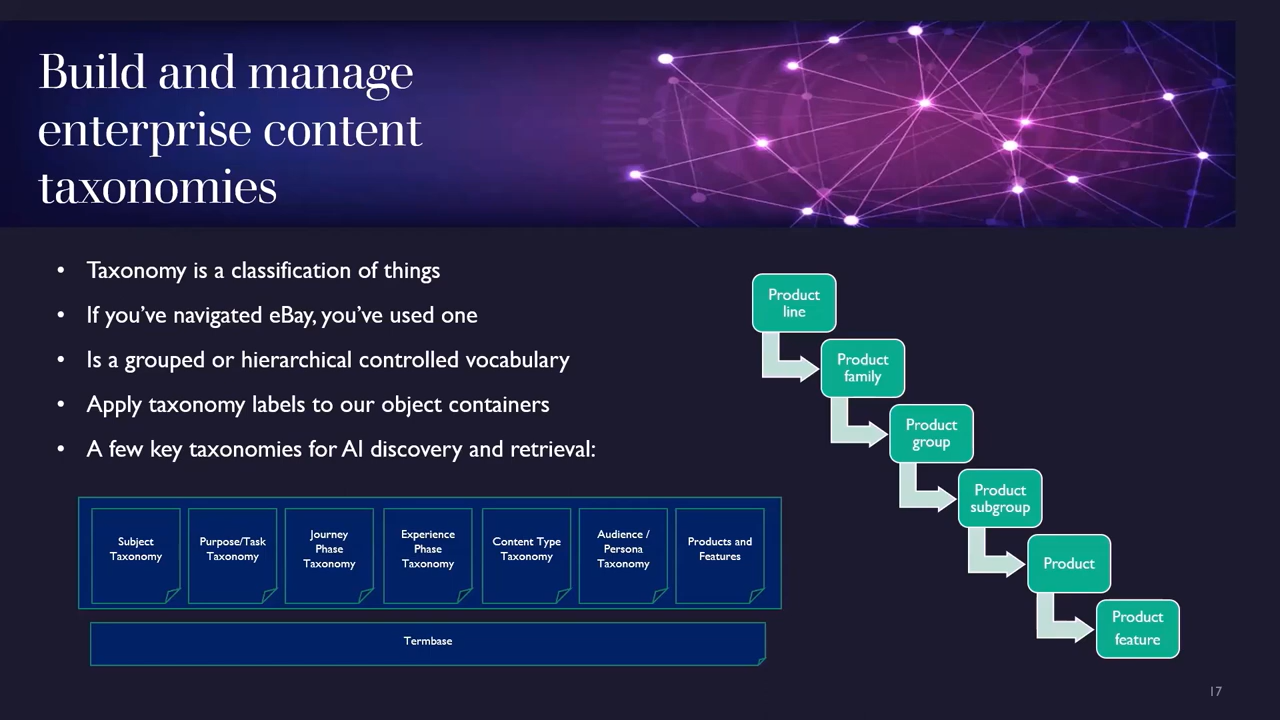 Build and manage
enterprise content
taxonomies
• Taxonomy is a classification of things
• If you’ve navigated eBay, you’ve used one
• Is a grouped or hierarchical controlled vocabulary
• Apply taxonomy labels to our object containers
• A few key taxonomies for AI discovery and retrieval:
Subject
Taxonomy
Purpose/Task
Taxonomy
Journey
Phase
Taxonomy
Experience
Phase
Taxonomy
Content Type
Taxonomy
Audience /
Persona
Taxonomy
Products and
Features
Termbase
Product
line
Product
family
Product
group
Product
subgroup
Product
Product
feature
17